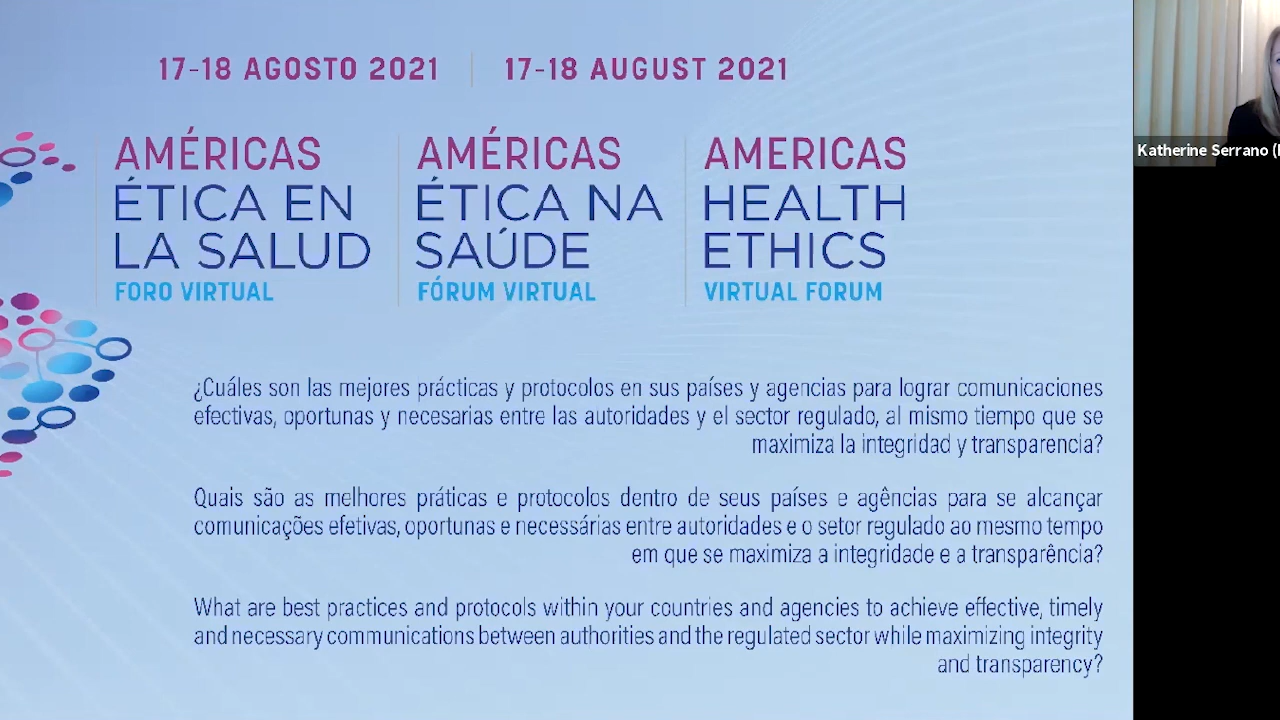 17-18 AGOSTO 2021
17-18 AUGUST 2021
AMÉRICAS
ÉTICA EN
LA SALUD
FORO VIRTUAL
AMÉRICAS
ÉTICA NA
SAÚDE
FÓRUM VIRTUAL
AMERICAS
HEALTH
ETHICS
VIRTUAL FORUM
¿Cuáles son las mejores prácticas y protocolos en sus países y agencias para lograr comunicaciones
efectivas, oportunas y necesarias entre las autoridades y el sector regulado, al mismo tiempo que se
maximiza la integridad y transparencia?
Quais são as melhores práticas e protocolos dentro de seus países e agências para se alcançar
comunicações efetivas, oportunas e necessárias entre autoridades e o setor regulado ao mesmo tempo
em que se maximiza a integridade e a transparência?
What are best practices and protocols within your countries and agencies to achieve effective, timely
and necessary communications between authorities and the regulated sector while maximizing integrity
and transparency?
Katherine Serrano (